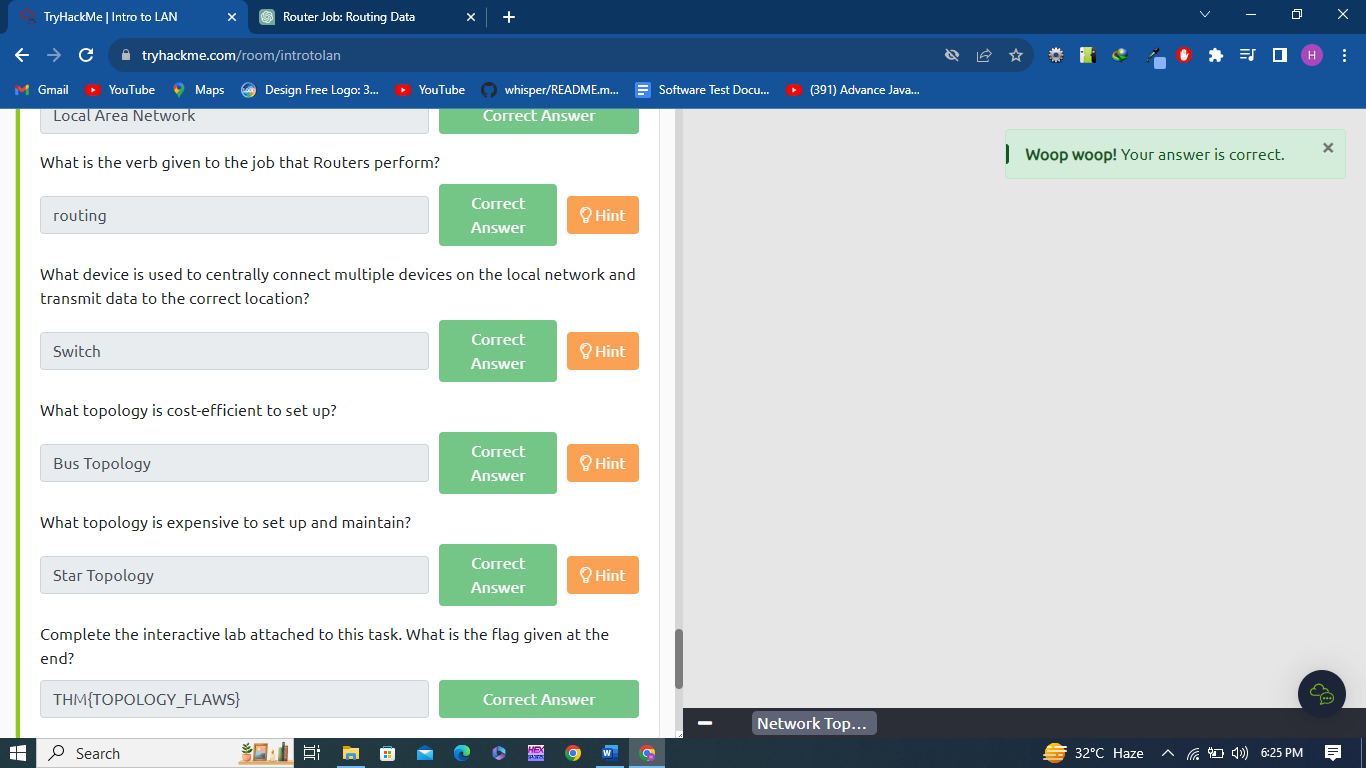 TryHackMe | Intro to LAN
Router Job: Routing Data
tryhackme.com/room/introtolan
H
Gmail
YouTube
Maps
Design Free Logo: 3...
YouTube
whisper/README.m...
Software Test Docu...
(391) Advance Java...
Local Area Network
Correct Answer
Woop woop! Your answer is correct.
What is the verb given to the job that Routers perform?
routing
Correct
Answer
Hint
What device is used to centrally connect multiple devices on the local network and
transmit data to the correct location?
Switch
Correct
Answer
Hint
What topology is cost-efficient to set up?
Bus Topology
Correct
Answer
Hint
What topology is expensive to set up and maintain?
Star Topology
Correct
Answer
Hint
Complete the interactive lab attached to this task. What is the flag given at the
end?
THM{TOPOLOGY_FLAWS}
Correct Answer
Network Top...
Search
32°C Haze
6:25 PM